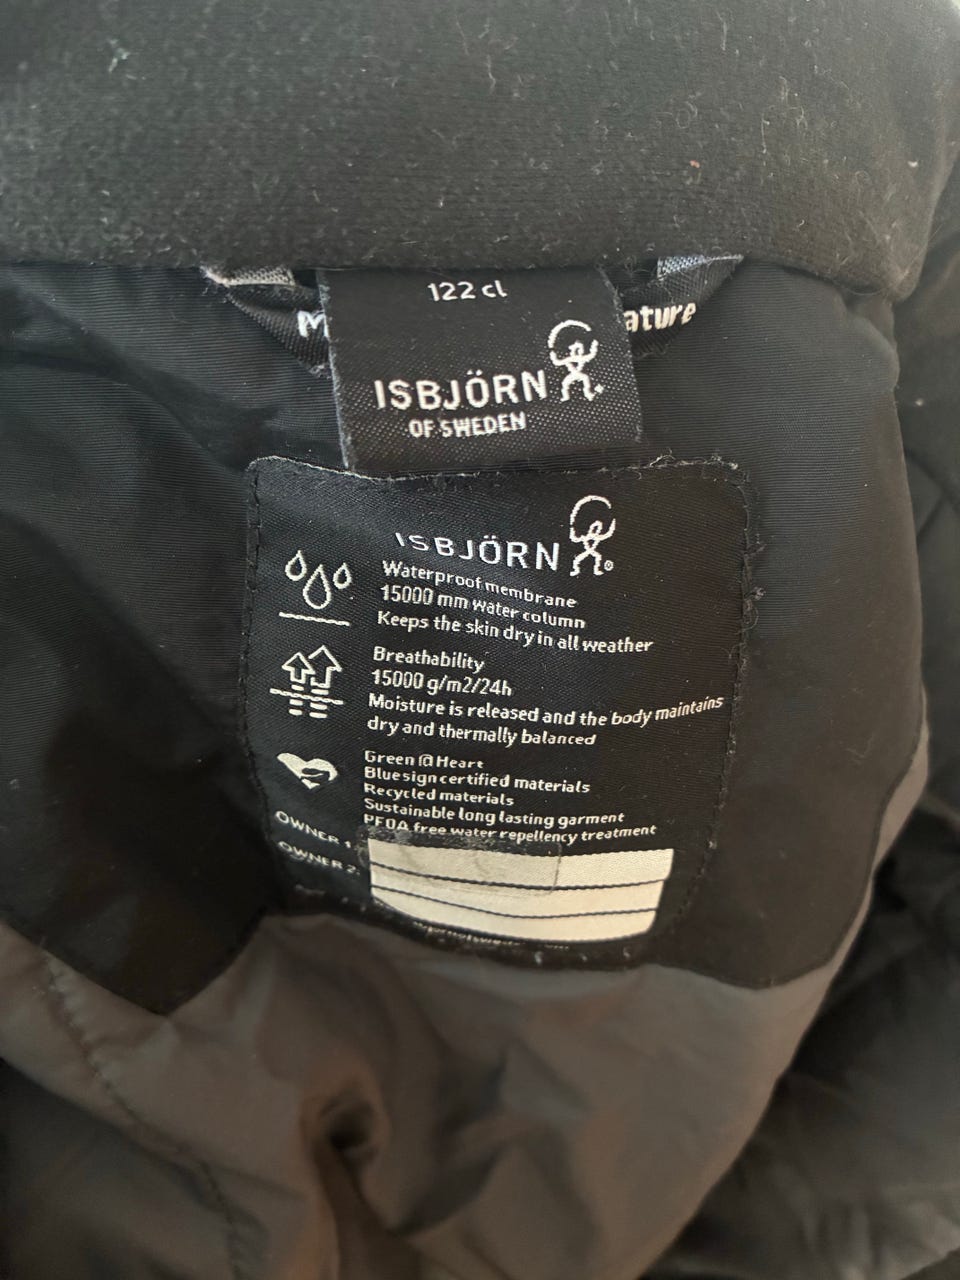 122 cl
ature
ISBJÖRN
OF SWEDEN
ISBJÖRN
Waterproof membrane
15000 mm water column
Keeps the skin dry in all weather
Breathability
15000 g/m2/24h
Moisture is released and the body maintains
dry and thermally balanced
Green @ Heart
Bluesign certified materials
Recycled materials
Sustainable long lasting garment
PFOA free water repellency treatment
OWNER 1:
OWNER 2: